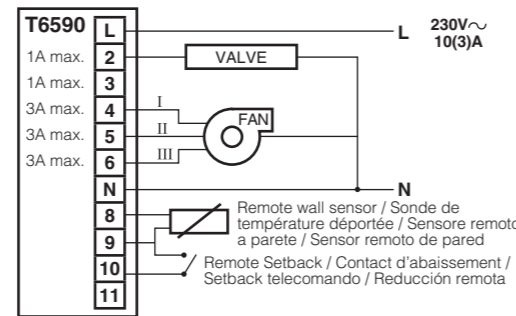 T6590
L
L
230V~
10(3)A
1A max.
2
VALVE
1A max.
3
3A max.
4
I
FAN
3A max.
5
II
3A max.
6
III
N
N
8
Remote wall sensor / Sonde de
température déportée / Sensore remoto
9
a parete / Sensor remoto de pared
10
Remote Setback / Contact d'abaissement /
Setback telecomando / Reducción remota
11